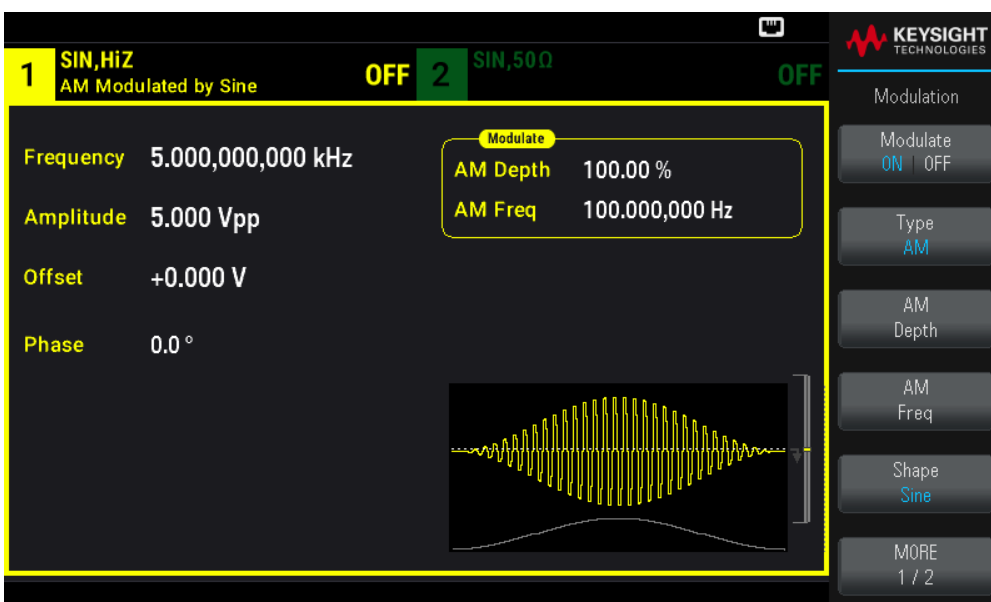 KEYSIGHT
TECHNOLOGIES
1
SIN,HiZ
AM Modulated by Sine
OFF
2
SIN,50Ω
OFF
Frequency 5.000,000,000 kHz
Amplitude 5.000 Vpp
Offset +0.000 V
Phase 0.0 °
Modulate
AM Depth 100.00 %
AM Freq 100.000,000 Hz
Modulation
Modulate
ON | OFF
Type
AM
AM
Depth
AM
Freq
Shape
Sine
MORE
1 / 2